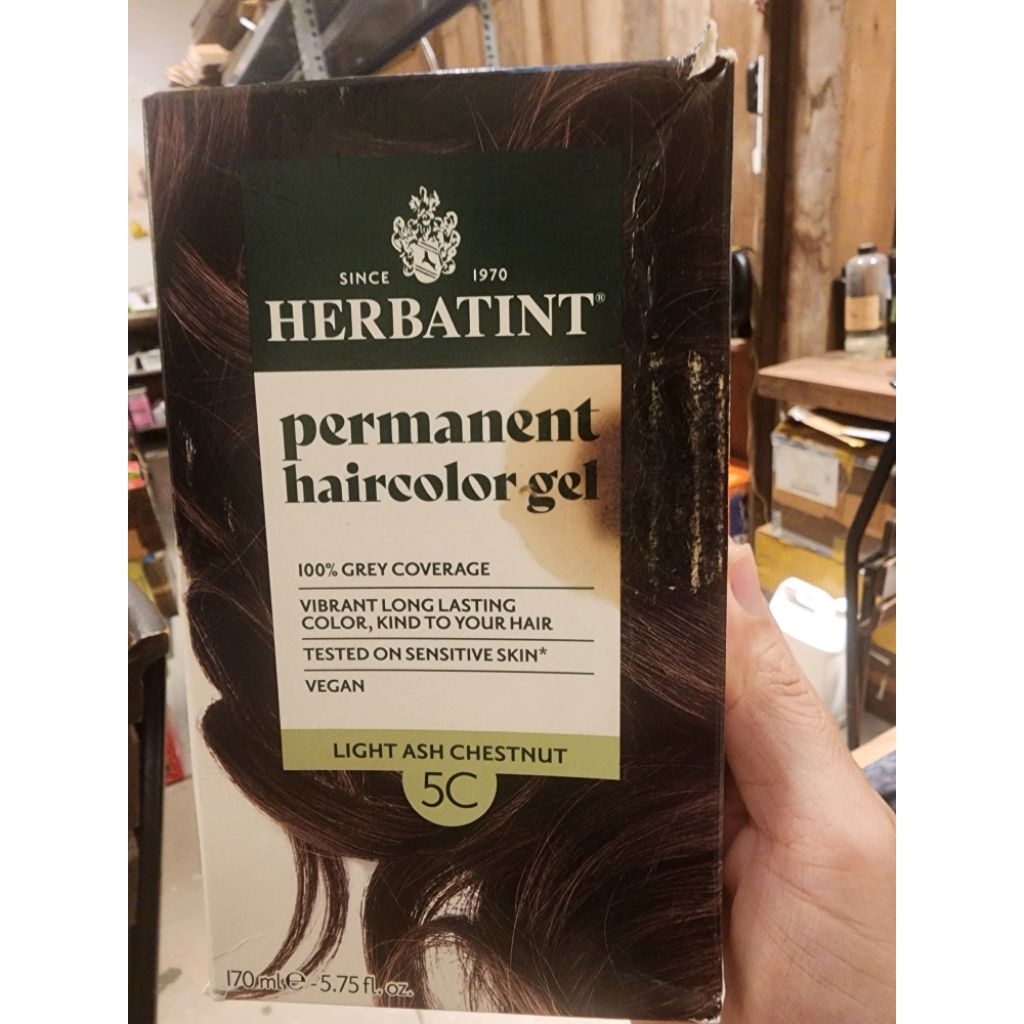 SINCE 1970
HERBATINT®
permanent
haircolor gel
100% GREY COVERAGE
VIBRANT LONG LASTING
COLOR, KIND TO YOUR HAIR
TESTED ON SENSITIVE SKIN*
VEGAN
LIGHT ASH CHESTNUT
5C
170 ml ℮ - 5.75 fl. oz.